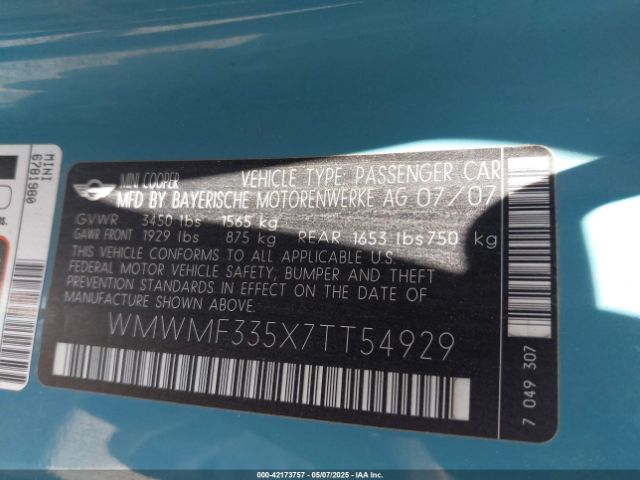 MINI
6781980
lbs.
MINI COOPER VEHICLE TYPE: PASSENGER CAR
MFD BY BAYERISCHE MOTORENWERKE AG 07/07
GVWR 3450 lbs 1565 kg
GAWR FRONT 1929 lbs 875 kg REAR 1653 lbs 750 kg
THIS VEHICLE CONFORMS TO ALL APPLICABLE U.S.
FEDERAL MOTOR VEHICLE SAFETY, BUMPER AND THEFT
PREVENTION STANDARDS IN EFFECT ON THE DATE OF
MANUFACTURE SHOWN ABOVE.
WMWMF335X7TT54929
7 049 307
000-42173757 - 05/07/2025 - IAAI, Inc.